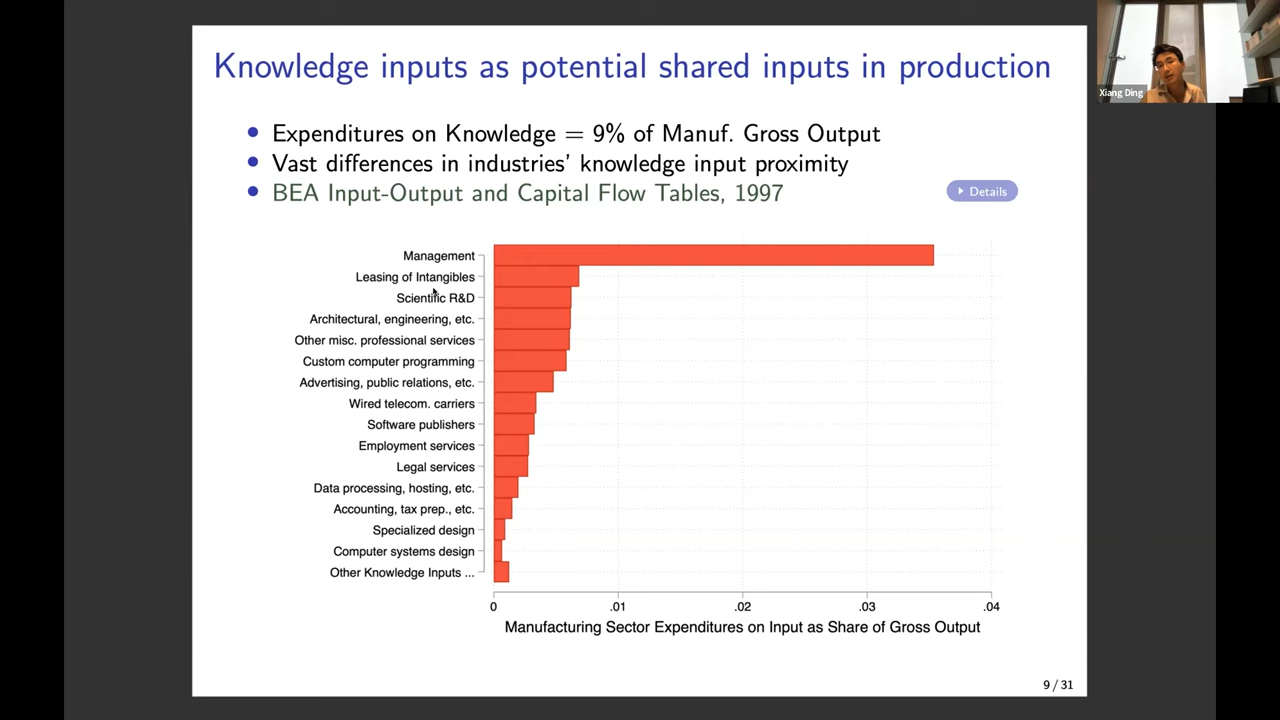 Knowledge inputs as potential shared inputs in production
Xiang Ding
Expenditures on Knowledge = 9% of Manuf. Gross Output
Vast differences in industries' knowledge input proximity
BEA Input-Output and Capital Flow Tables, 1997
Details
Management
Leasing of Intangibles
Scientific R&D
Architectural, engineering, etc.
Other misc. professional services
Custom computer programming
Advertising, public relations, etc.
Wired telecom. carriers
Software publishers
Employment services
Legal services
Data processing, hosting, etc.
Accounting, tax prep., etc.
Specialized design
Computer systems design
Other Knowledge Inputs ...
0 .01 .02 .03 .04
Manufacturing Sector Expenditures on Input as Share of Gross Output
9 / 31